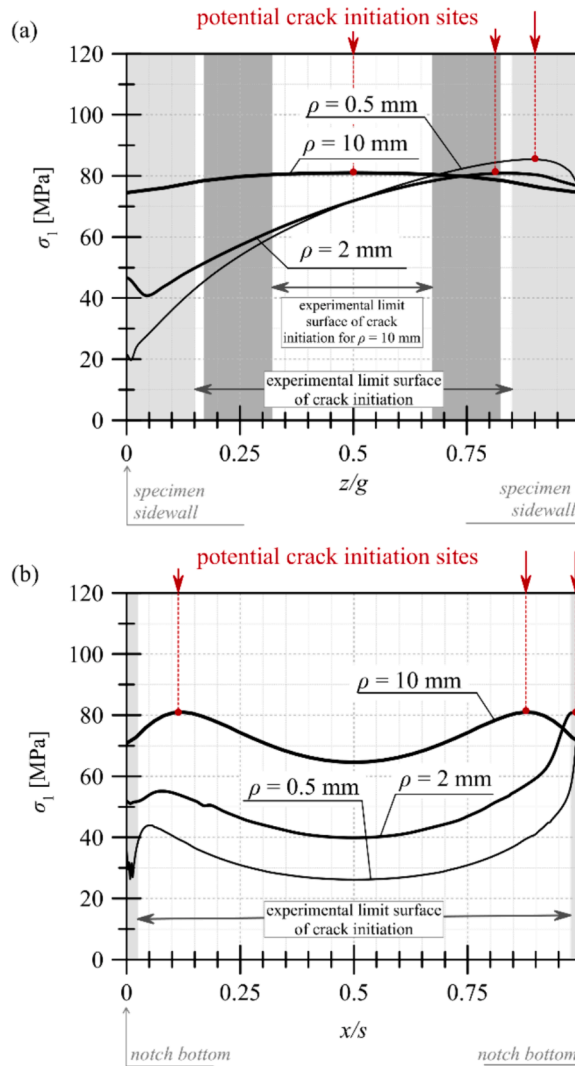 potential crack initiation sites
(a)
120
100
80
60
40
20
0
σ1 [MPa]
ρ = 0.5 mm
ρ = 10 mm
ρ = 2 mm
experimental
limit
surface of crack
initiation for ρ = 10 mm
experimental limit surface
of crack initiation
0
0.25
0.5
0.75
z/g
specimen
sidewall
specimen
sidewall
potential crack initiation sites
(b)
120
100
80
60
40
20
0
σ1 [MPa]
ρ = 10 mm
ρ = 0.5 mm
ρ = 2 mm
experimental limit surface
of crack initiation
0
0.25
0.5
0.75
x/s
notch bottom
notch bottom